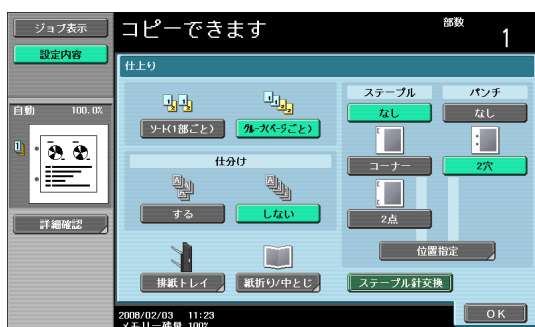 ジョブ表示
設定内容
コピーできます
部数
1
仕上り
自動 100.0%
ソート(1部ごと)
グループ(ページごと)
仕分け
する
しない
ステープル
なし
コーナー
2点
パンチ
なし
2穴
位置指定
詳細確認
排紙トレイ
紙折り/中とじ
ステープル針交換
2008/02/03 11:23
メモリー残量 100%
OK